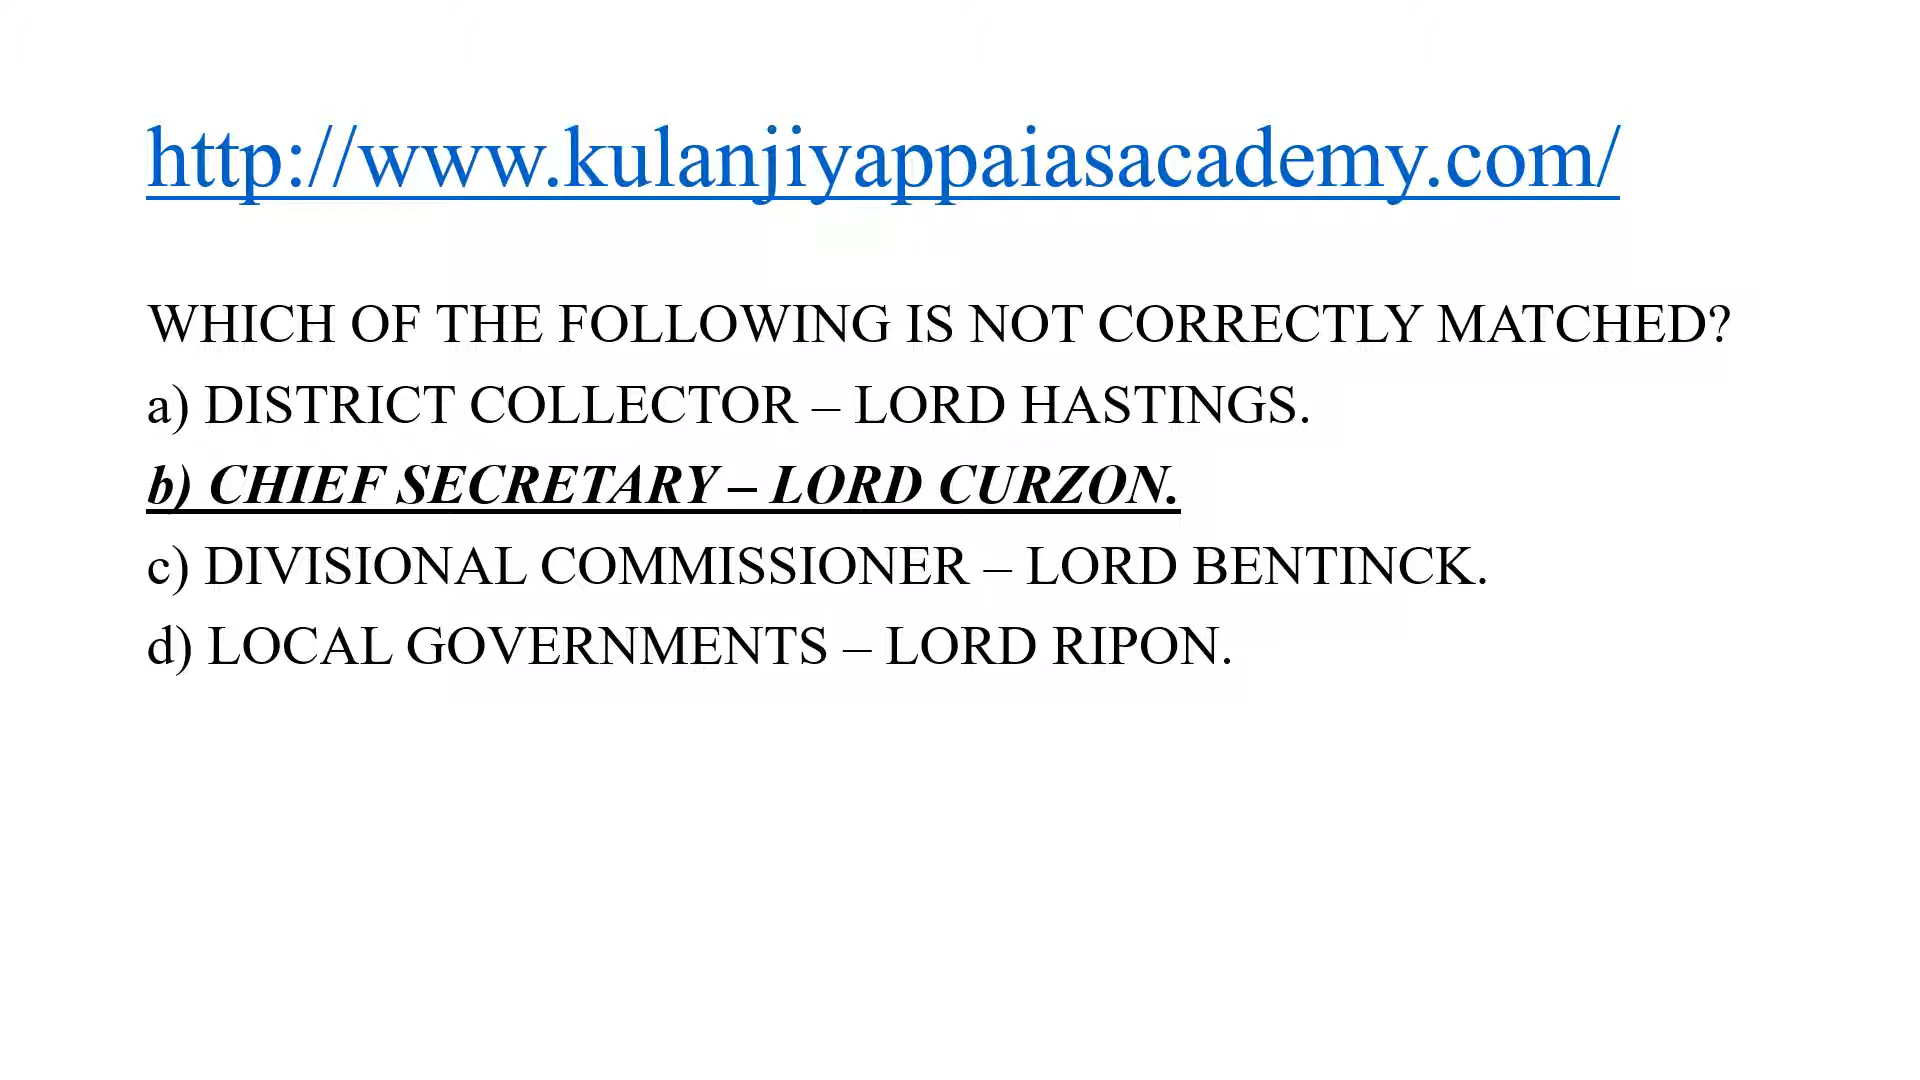 http://www.kulanjiyappaiasacademy.com/
WHICH OF THE FOLLOWING IS NOT CORRECTLY MATCHED?
a) DISTRICT COLLECTOR – LORD HASTINGS.
b) CHIEF SECRETARY – LORD CURZON.
c) DIVISIONAL COMMISSIONER – LORD BENTINCK.
d) LOCAL GOVERNMENTS – LORD RIPON.